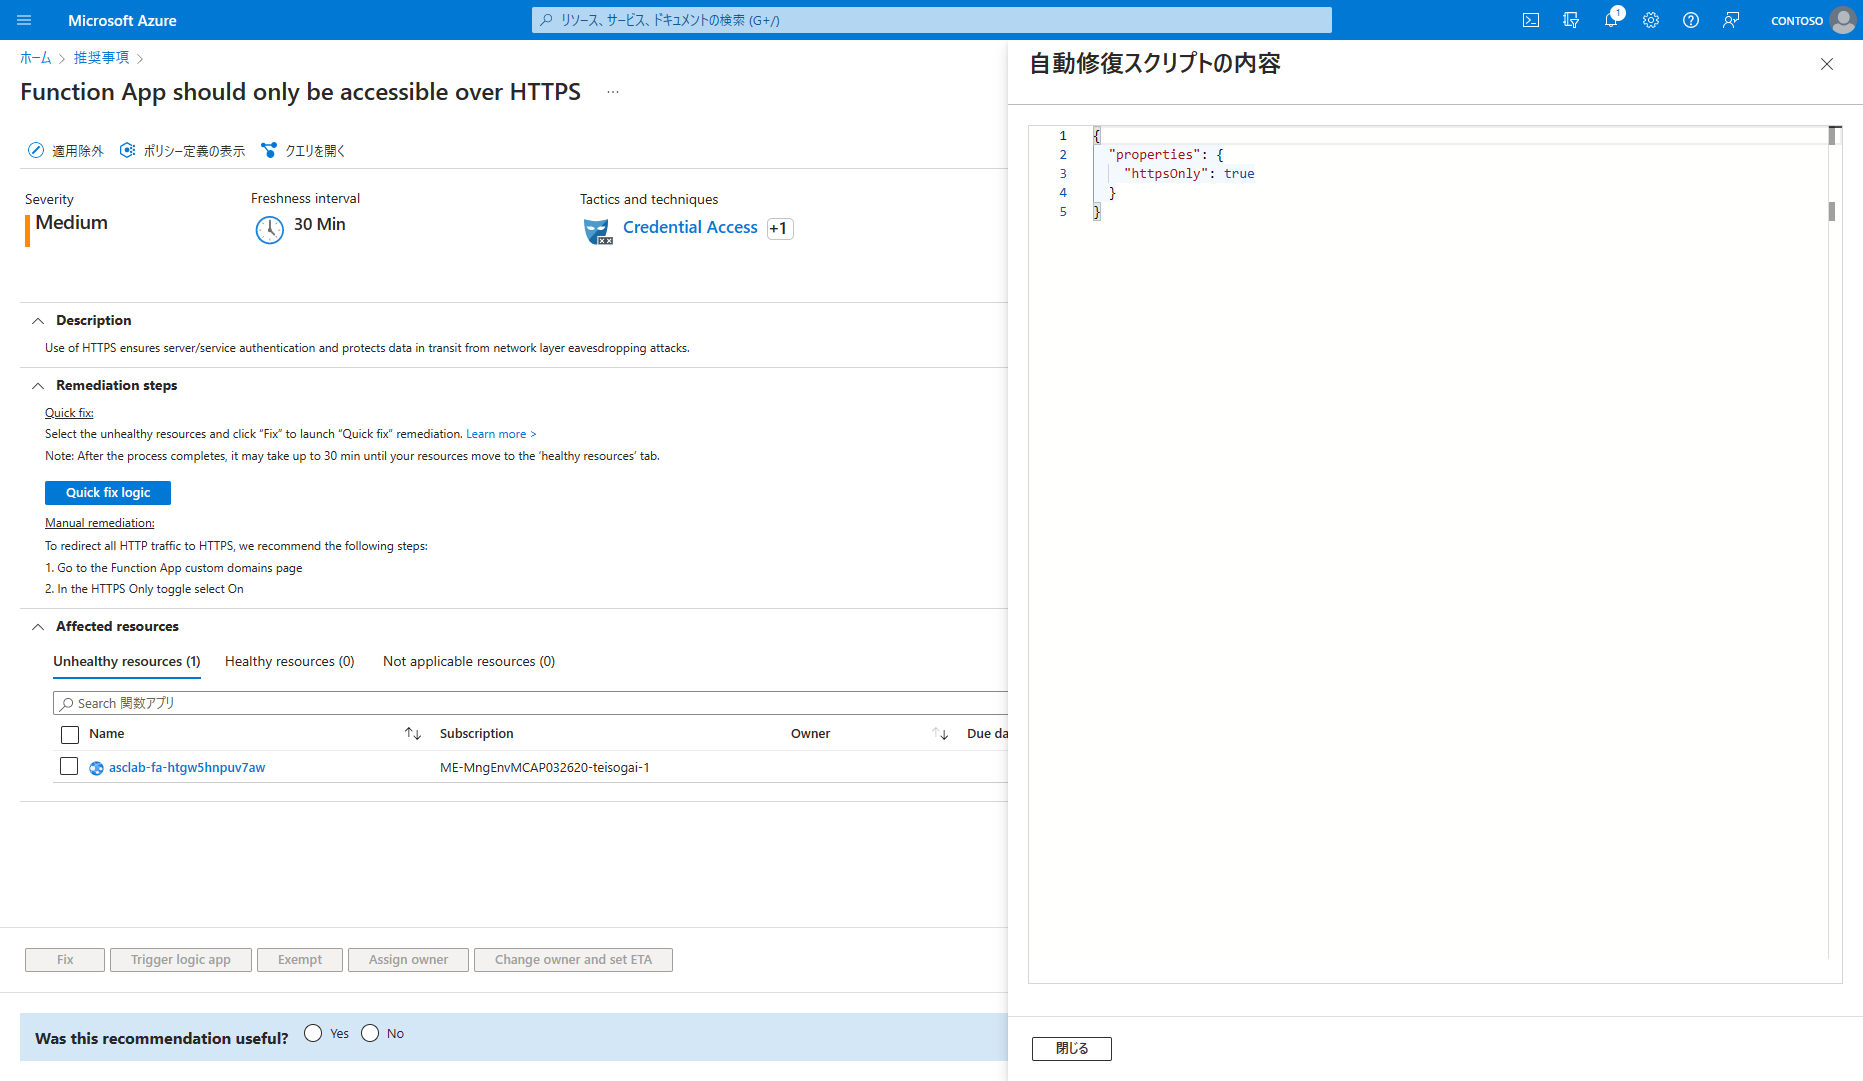 Microsoft Azure
リソース、サービス、ドキュメントの検索 (G+/)
1
CONTOSO
ホーム
推奨事項
Function App should only be accessible over HTTPS
...
適用除外
ポリシー定義の表示
クエリを開く
Severity
Medium
Freshness interval
30 Min
Tactics and techniques
Credential Access
+1
Description
Use of HTTPS ensures server/service authentication and protects data in transit from network layer eavesdropping attacks.
Remediation steps
Quick fix:
Select the unhealthy resources and click “Fix” to launch “Quick fix” remediation. Learn more >
Note: After the process completes, it may take up to 30 min until your resources move to the ‘healthy resources’ tab.
Quick fix logic
Manual remediation:
To redirect all HTTP traffic to HTTPS, we recommend the following steps:
1. Go to the Function App custom domains page
2. In the HTTPS Only toggle select On
Affected resources
Unhealthy resources (1)
Healthy resources (0)
Not applicable resources (0)
Search 関数アプリ
Name
Subscription
Owner
Due da
asclab-fa-htgw5hnpuv7aw
ME-MngEnvMCAP032620-teisogai-1
Fix
Trigger logic app
Exempt
Assign owner
Change owner and set ETA
Was this recommendation useful?
Yes
No
自動修復スクリプトの内容
1 {
2 "properties": {
3 "httpsOnly": true
4 }
5 }
閉じる